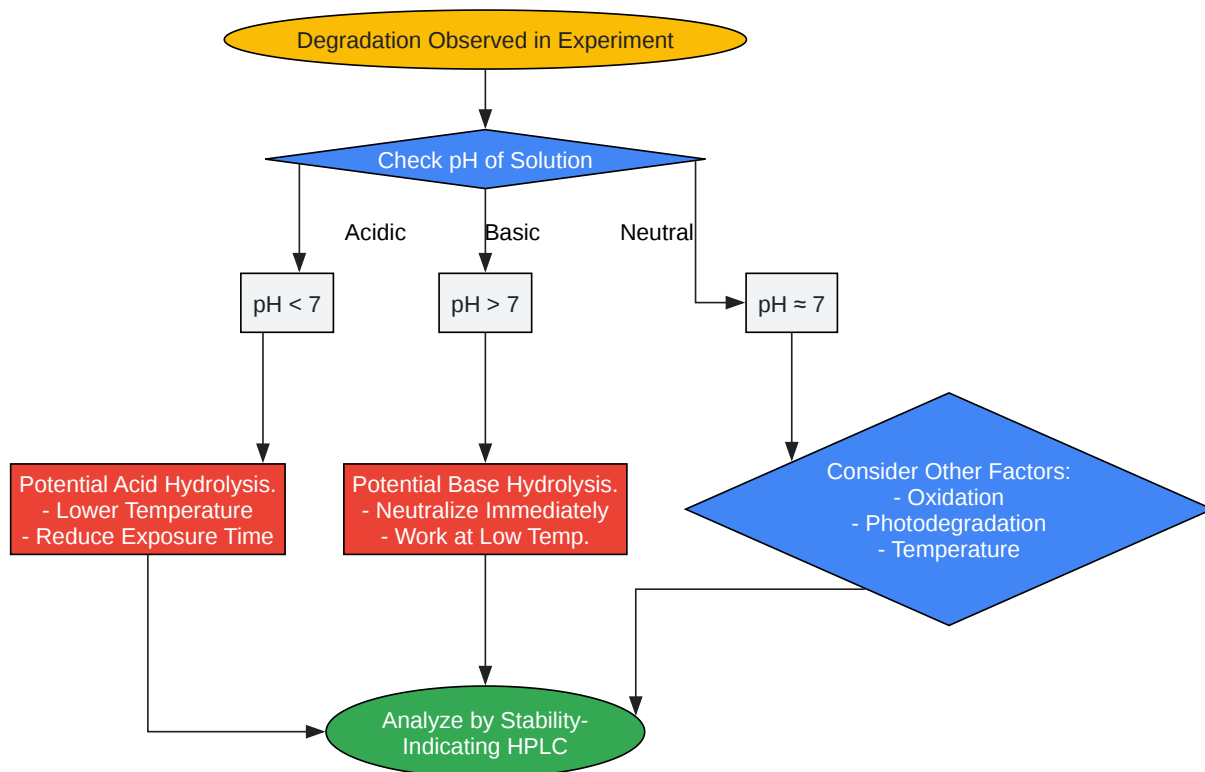 Degradation Observed in Experiment
Check pH of Solution
Acidic
Basic
Neutral
pH < 7
pH > 7
pH ≈ 7
Potential Acid Hydrolysis.
- Lower Temperature
- Reduce Exposure Time
Potential Base Hydrolysis.
- Neutralize Immediately
- Work at Low Temp.
Consider Other Factors:
- Oxidation
- Photodegradation
- Temperature
Analyze by Stability-
Indicating HPLC